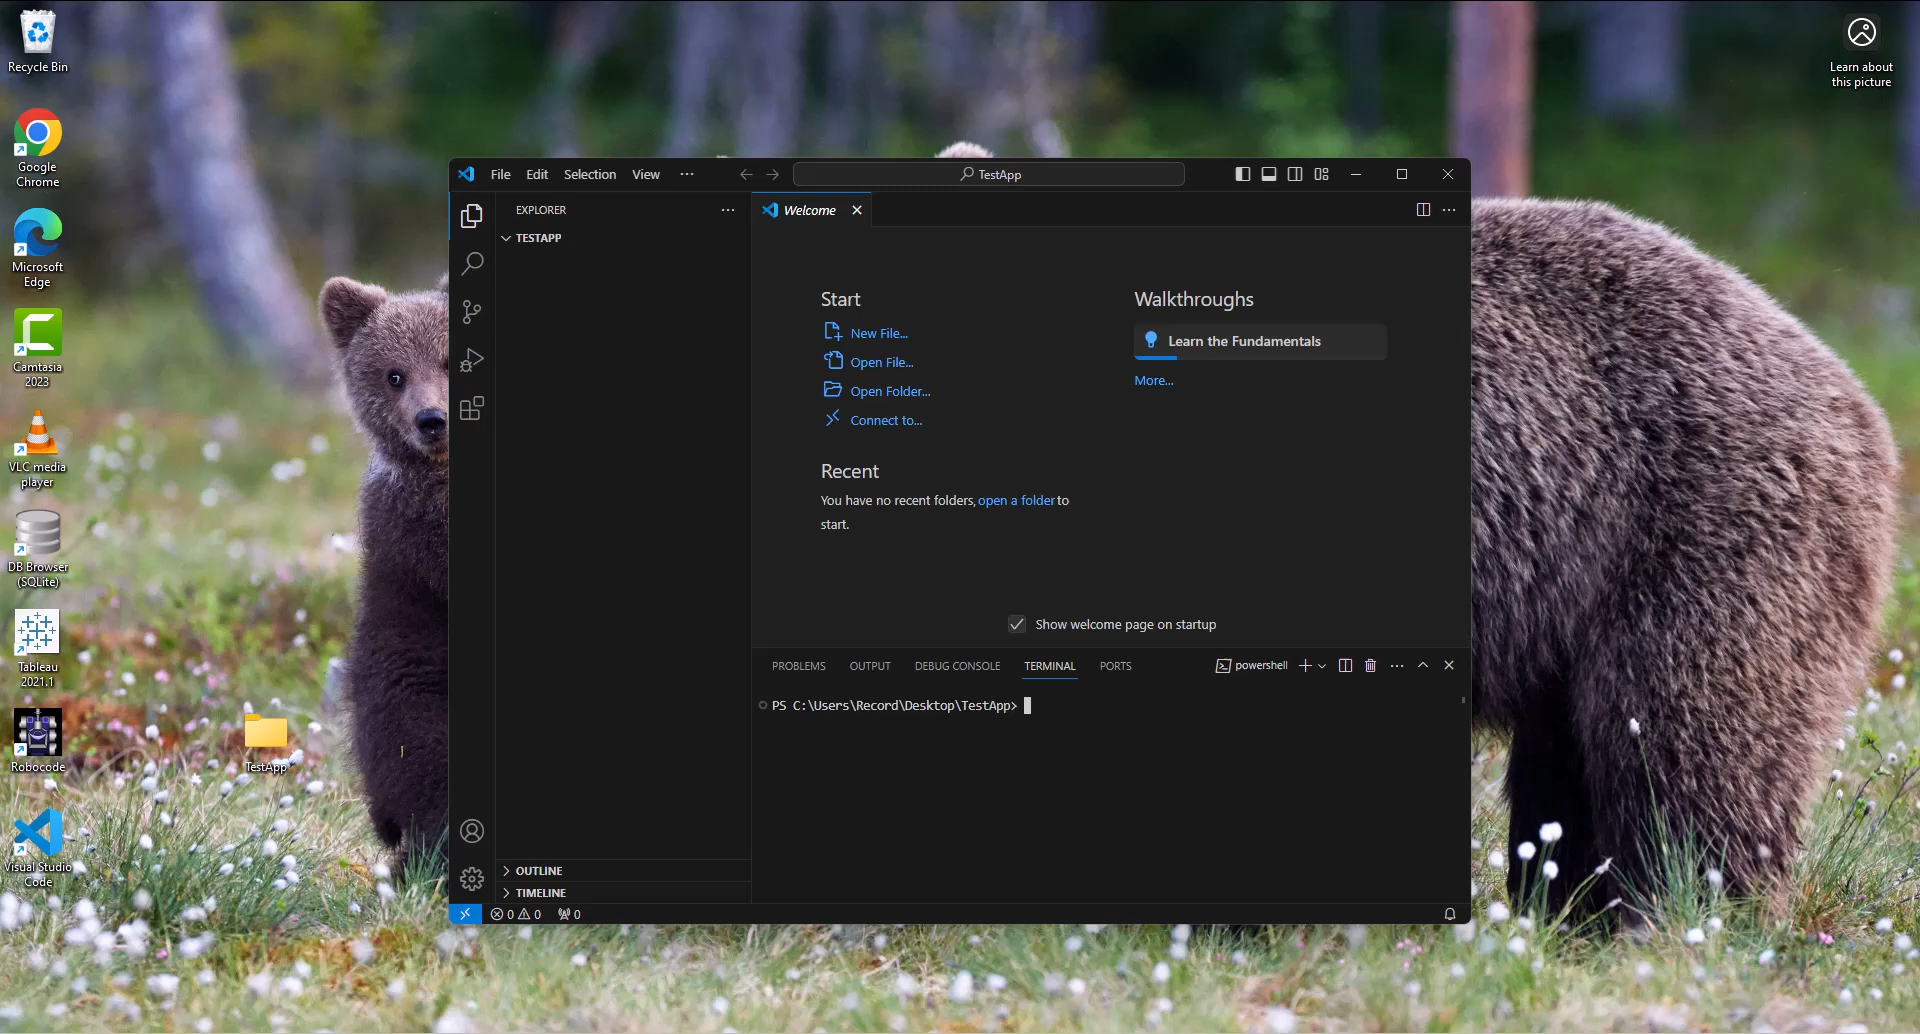 Recycle Bin
Google
Chrome
Microsoft
Edge
Camtasia
2023
VLC media
player
DB Browser
(SQLite)
Tableau
2021.1
Robocode
Visual Studio
Code
TestApp
Learn about
this picture
File Edit Selection View ··· TestApp
EXPLORER ···
TESTAPP
OUTLINE
TIMELINE
Welcome
Start
New File...
Open File...
Open Folder...
Connect to...
Recent
You have no recent folders, open a folder to
start.
Walkthroughs
Learn the Fundamentals
More...
Show welcome page on startup
PROBLEMS OUTPUT DEBUG CONSOLE TERMINAL PORTS powershell
PS C:\Users\Record\Desktop\TestApp>
0 0 0